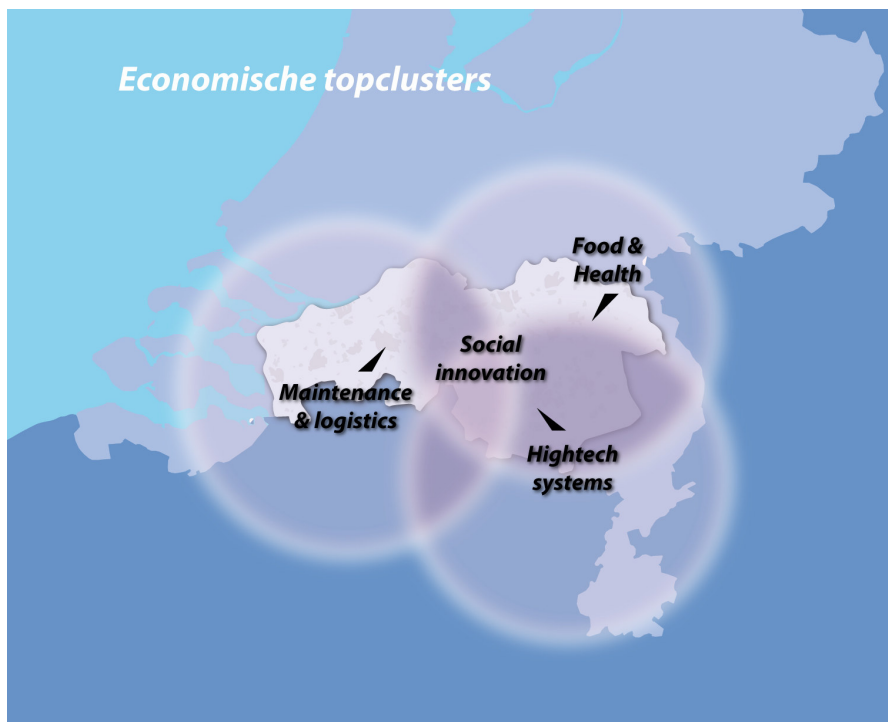 Economische topclusters
Food &
Health
Social
innovation
Maintenance
& logistics
Hightech
systems